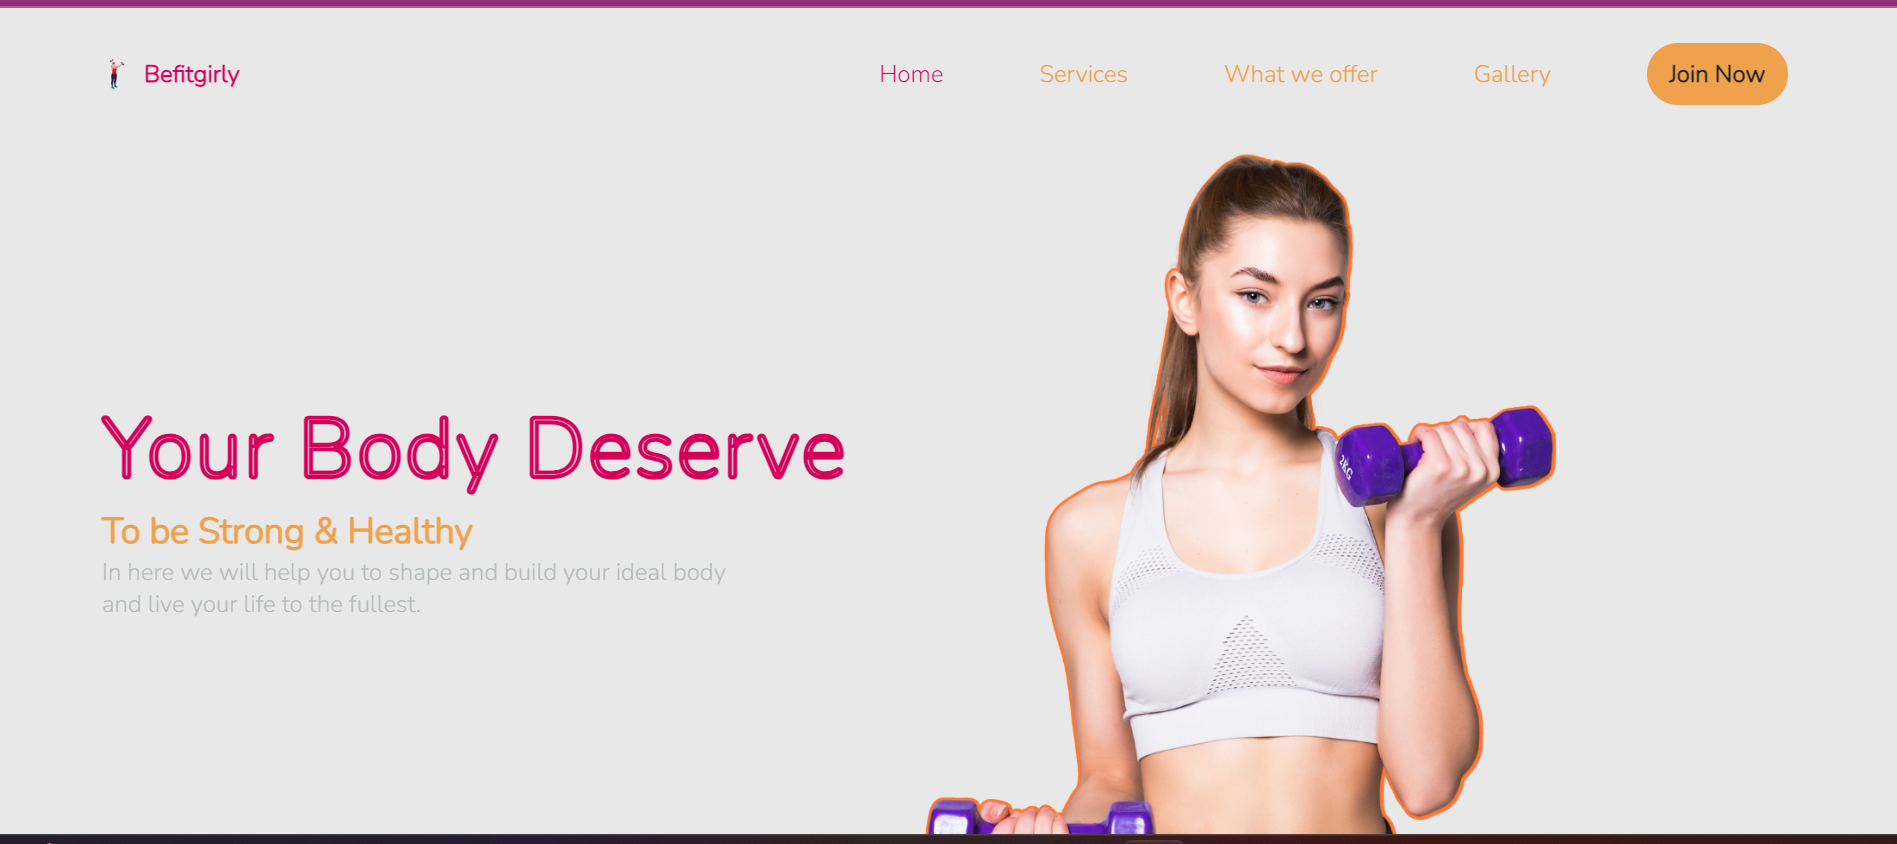 Befitgirly
Home
Services
What we offer
Gallery
Join Now
Your Body Deserve
To be Strong & Healthy
In here we will help you to shape and build your ideal body
and live your life to the fullest.
2KG